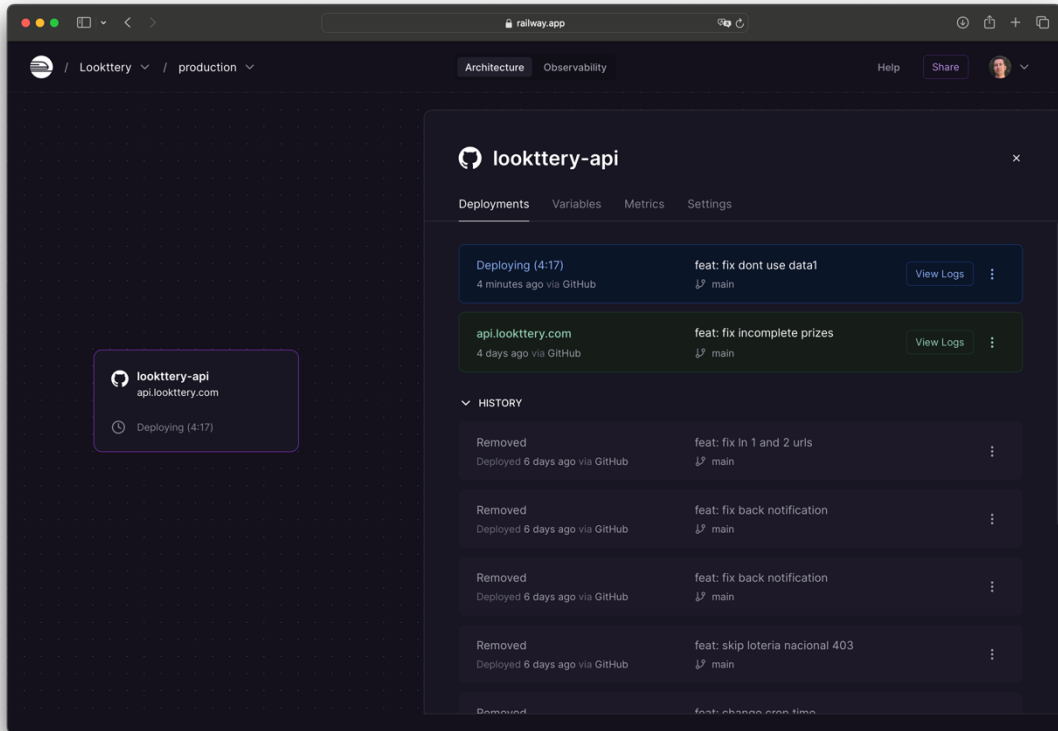 railway.app
/ Lookttery / production
Architecture Observability
Help Share
lookttery-api
api.lookttery.com
Deploying (4:17)
lookttery-api
Deployments Variables Metrics Settings
Deploying (4:17)
4 minutes ago via GitHub
feat: fix dont use data1
main
View Logs
api.lookttery.com
4 days ago via GitHub
feat: fix incomplete prizes
main
View Logs
HISTORY
Removed
Deployed 6 days ago via GitHub
feat: fix ln 1 and 2 urls
main
Removed
Deployed 6 days ago via GitHub
feat: fix back notification
main
Removed
Deployed 6 days ago via GitHub
feat: fix back notification
main
Removed
Deployed 6 days ago via GitHub
feat: skip loteria nacional 403
main
Removed
feat: change cron time